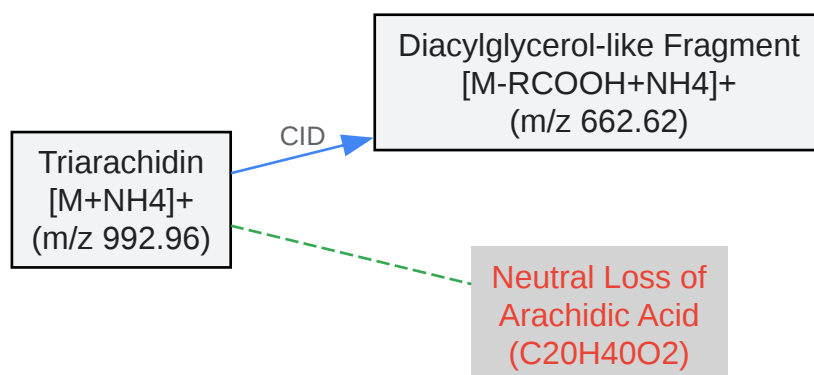 Diacylglycerol-like Fragment
[M-RCOOH+NH4]+
(m/z 662.62)
CID
Triarachidin
[M+NH4]+
(m/z 992.96)
Neutral Loss of
Arachidic Acid
(C20H40O2)